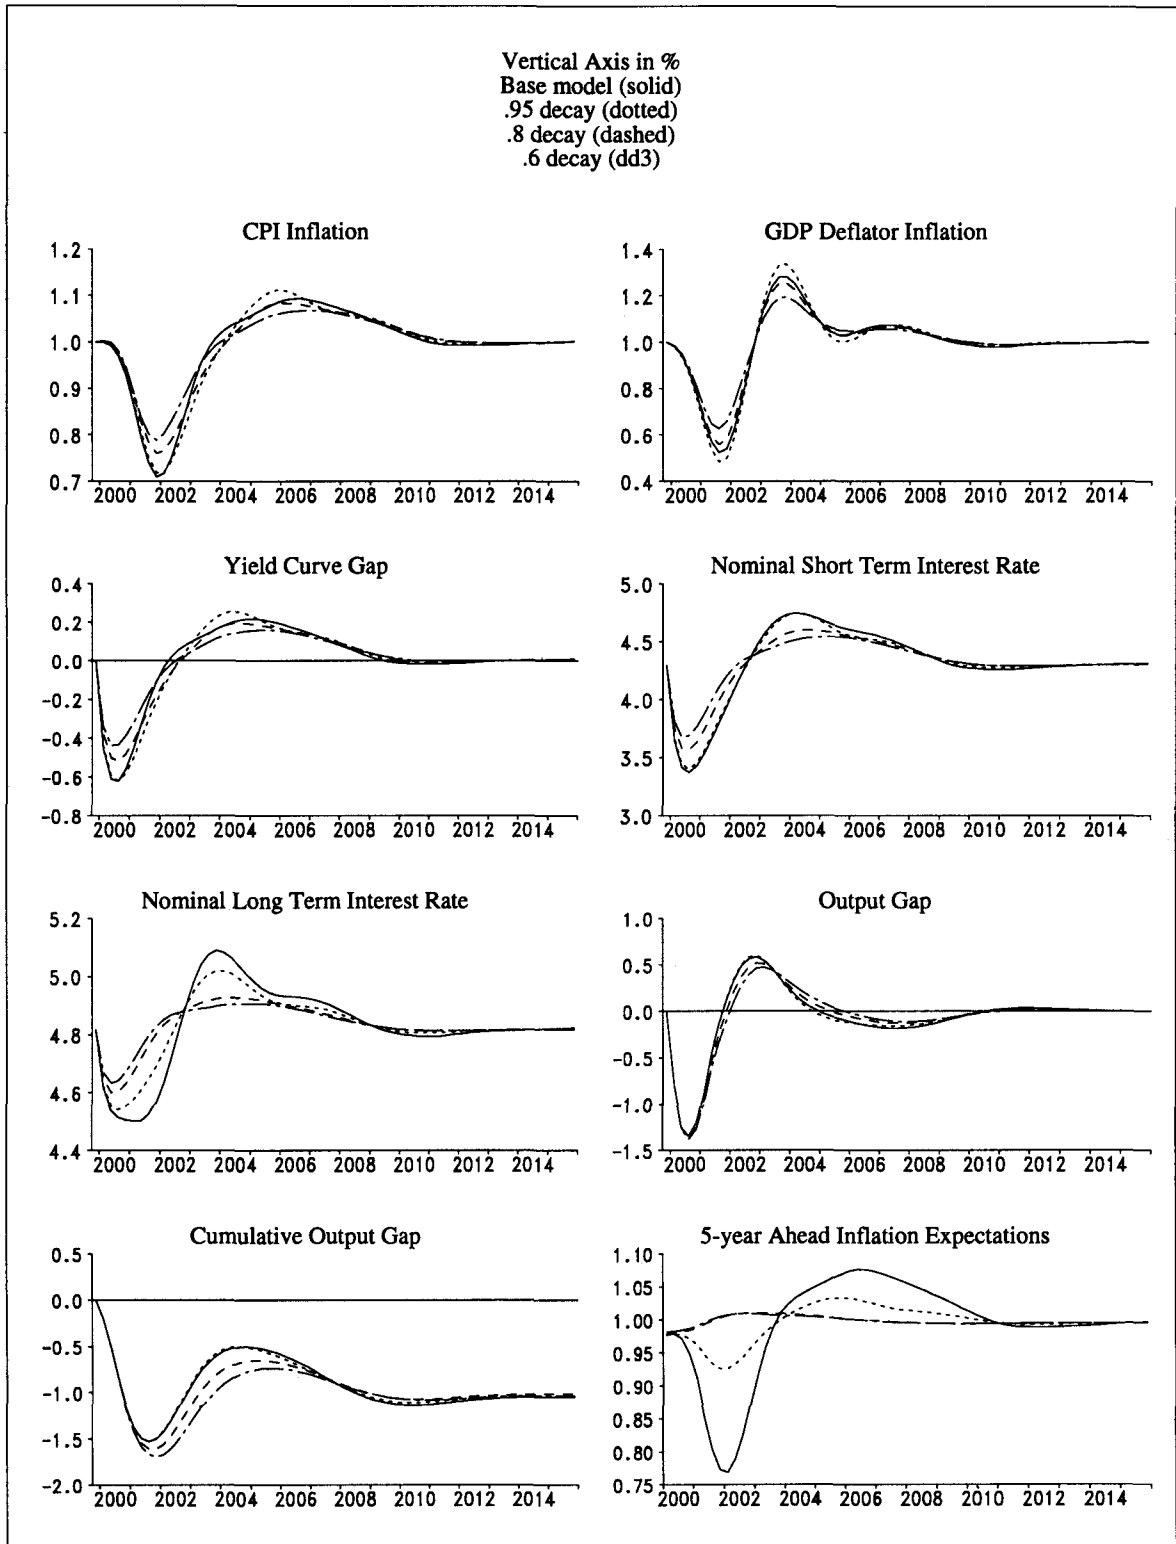 Vertical Axis in %
Base model (solid)
.95 decay (dotted)
.8 decay (dashed)
.6 decay (dd3)
CPI Inflation
1.2
1.1
1.0
0.9
0.8
0.7
2000 2002 2004 2006 2008 2010 2012 2014
GDP Deflator Inflation
1.4
1.2
1.0
0.8
0.6
0.4
2000 2002 2004 2006 2008 2010 2012 2014
Yield Curve Gap
0.4
0.2
0.0
−0.2
−0.4
−0.6
−0.8
2000 2002 2004 2006 2008 2010 2012 2014
Nominal Short Term Interest Rate
5.0
4.5
4.0
3.5
3.0
2000 2002 2004 2006 2008 2010 2012 2014
Nominal Long Term Interest Rate
5.2
5.0
4.8
4.6
4.4
2000 2002 2004 2006 2008 2010 2012 2014
Output Gap
1.0
0.5
0.0
−0.5
−1.0
−1.5
2000 2002 2004 2006 2008 2010 2012 2014
Cumulative Output Gap
0.5
0.0
−0.5
−1.0
−1.5
−2.0
2000 2002 2004 2006 2008 2010 2012 2014
5-year Ahead Inflation Expectations
1.10
1.05
1.00
0.95
0.90
0.85
0.80
0.75
2000 2002 2004 2006 2008 2010 2012 2014